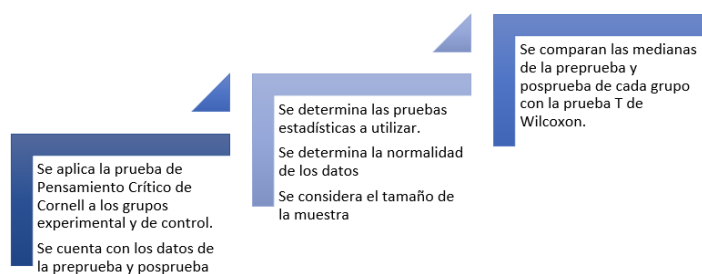 Se aplica la prueba de
Pensamiento Crítico de
Cornell a los grupos
experimental y de control.
Se cuenta con los datos de
la preprueba y posprueba
Se determina las pruebas
estadísticas a utilizar.
Se determina la normalidad
de los datos
Se considera el tamaño de
la muestra
Se comparan las medianas
de la preprueba y
posprueba de cada grupo
con la prueba T de
Wilcoxon.